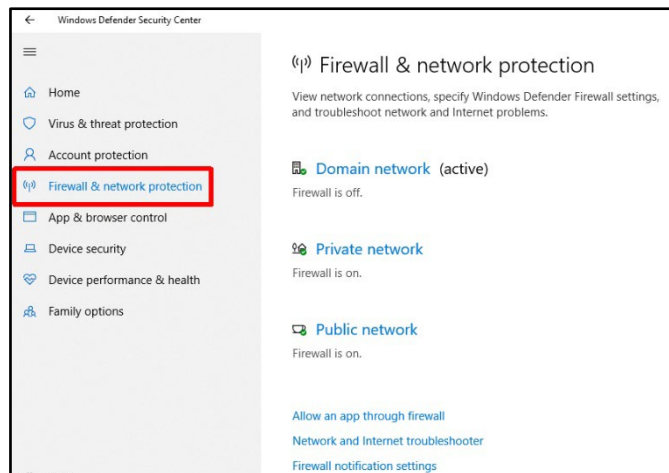 Windows Defender Security Center
Home
Virus & threat protection
Account protection
Firewall & network protection
App & browser control
Device security
Device performance & health
Family options
Firewall & network protection
View network connections, specify Windows Defender Firewall settings,
and troubleshoot network and Internet problems.
Domain network (active)
Firewall is off.
Private network
Firewall is on.
Public network
Firewall is on.
Allow an app through firewall
Network and Internet troubleshooter
Firewall notification settings